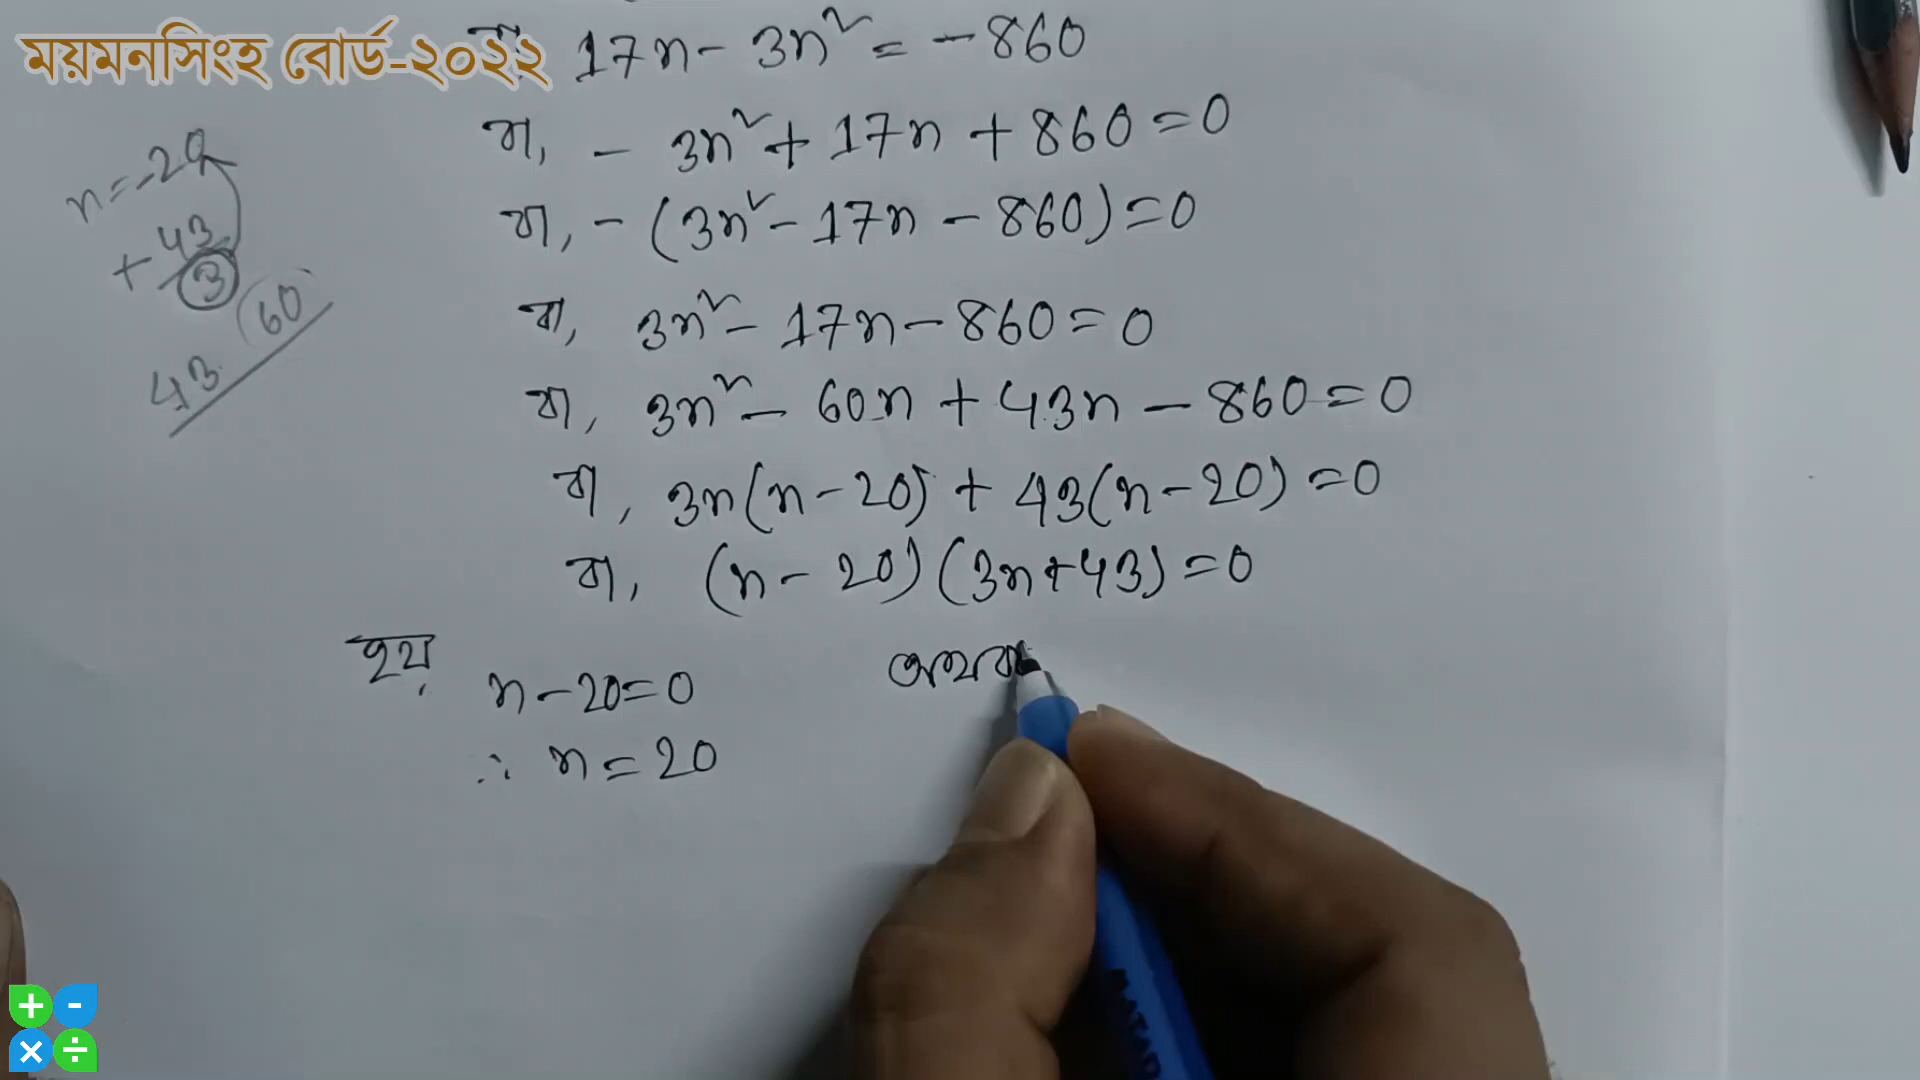 ময়মনসিংহ বোর্ড-২০২২
17n - 3n² = -860
বা, - 3n² + 17n + 860 = 0
বা, - (3n² - 17n - 860) = 0
বা, 3n² - 17n - 860 = 0
বা, 3n² - 60n + 43n - 860 = 0
বা, 3n(n - 20) + 43(n - 20) = 0
বা, (n - 20)(3n + 43) = 0
হয়, n - 20 = 0 অথবা
∴ n = 20
+ 43
3
60
43
+ -
× ÷